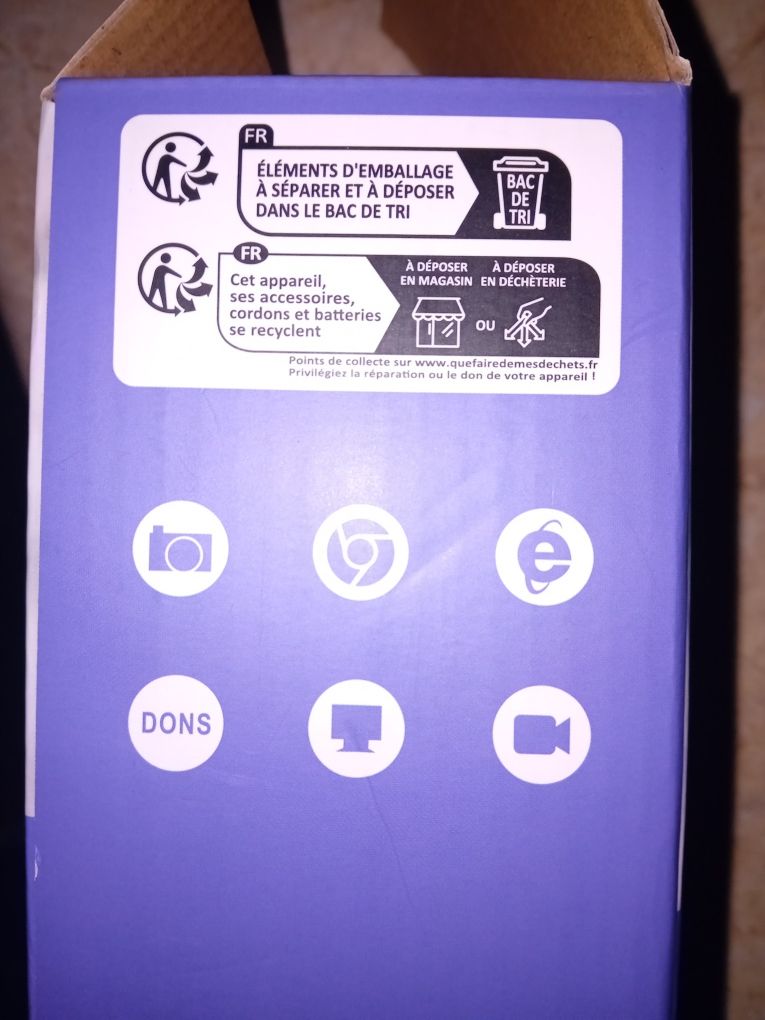 FR
ÉLÉMENTS D'EMBALLAGE
À SÉPARER ET À DÉPOSER
DANS LE BAC DE TRI
BAC
DE
TRI
FR
Cet appareil,
ses accessoires,
cordons et batteries
se recyclent
À DÉPOSER
EN MAGASIN
OU
À DÉPOSER
EN DÉCHÈTERIE
Points de collecte sur www.quefairedemesdechets.fr
Privilégiez la réparation ou le don de votre appareil !
e
DONS